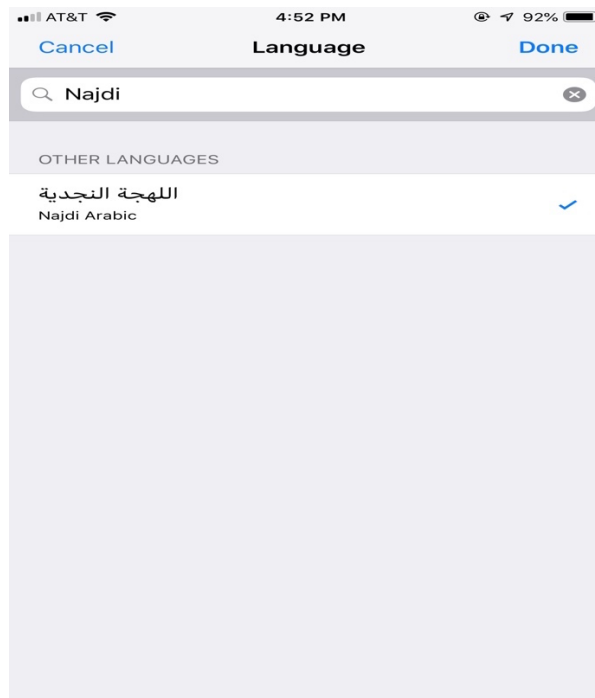 AT&T 4:52 PM 92%
Cancel Language Done
Najdi
OTHER LANGUAGES
اللهجة النجدية
Najdi Arabic